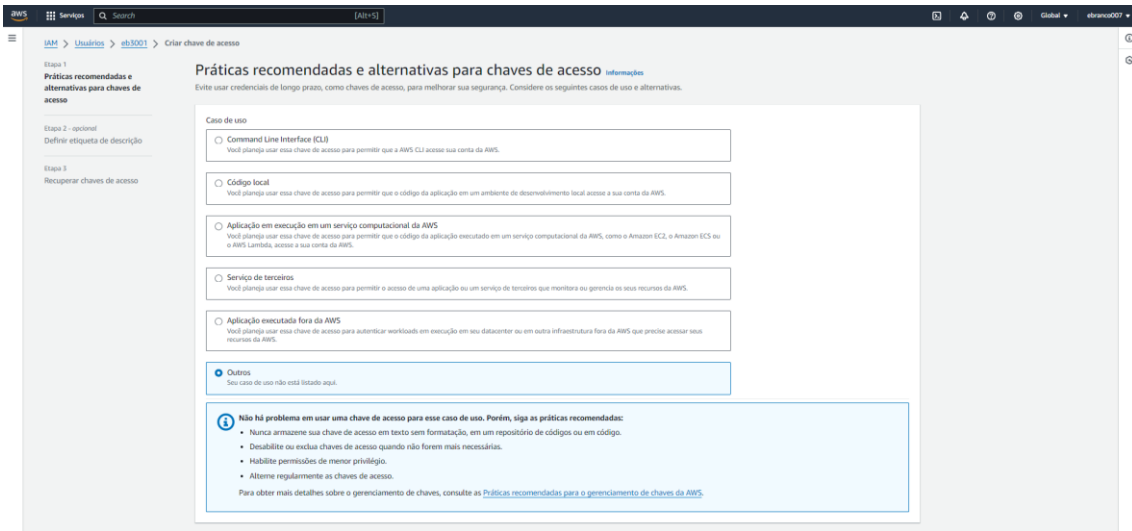 aws Serviços Search [Alt+S] Global ebranco007
IAM > Usuários > eb3001 > Criar chave de acesso
Etapa 1
Práticas recomendadas e
alternativas para chaves de
acesso
Etapa 2 - opcional
Definir etiqueta de descrição
Etapa 3
Recuperar chaves de acesso
Práticas recomendadas e alternativas para chaves de acesso Informações
Evite usar credenciais de longo prazo, como chaves de acesso, para melhorar sua segurança. Considere os seguintes casos de uso e alternativas.
Caso de uso
Command Line Interface (CLI)
Você planeja usar essa chave de acesso para permitir que a AWS CLI acesse sua conta da AWS.
Código local
Você planeja usar essa chave de acesso para permitir que o código da aplicação em um ambiente de desenvolvimento local acesse a sua conta da AWS.
Aplicação em execução em um serviço computacional da AWS
Você planeja usar essa chave de acesso para permitir que o código da aplicação executado em um serviço computacional da AWS, como o Amazon EC2, o Amazon ECS ou
o AWS Lambda, acesse a sua conta da AWS.
Serviço de terceiros
Você planeja usar essa chave de acesso para permitir o acesso de uma aplicação ou um serviço de terceiros que monitora ou gerencia os seus recursos da AWS.
Aplicação executada fora da AWS
Você planeja usar essa chave de acesso para autenticar workloads em execução em seu datacenter ou em outra infraestrutura fora da AWS que precise acessar seus
recursos da AWS.
Outros
Seu caso de uso não está listado aqui.
Não há problema em usar uma chave de acesso para esse caso de uso. Porém, siga as práticas recomendadas:
• Nunca armazene sua chave de acesso em texto sem formatação, em um repositório de códigos ou em código.
• Desabilite ou exclua chaves de acesso quando não forem mais necessárias.
• Habilite permissões de menor privilégio.
• Alterne regularmente as chaves de acesso.
Para obter mais detalhes sobre o gerenciamento de chaves, consulte as Práticas recomendadas para o gerenciamento de chaves da AWS.